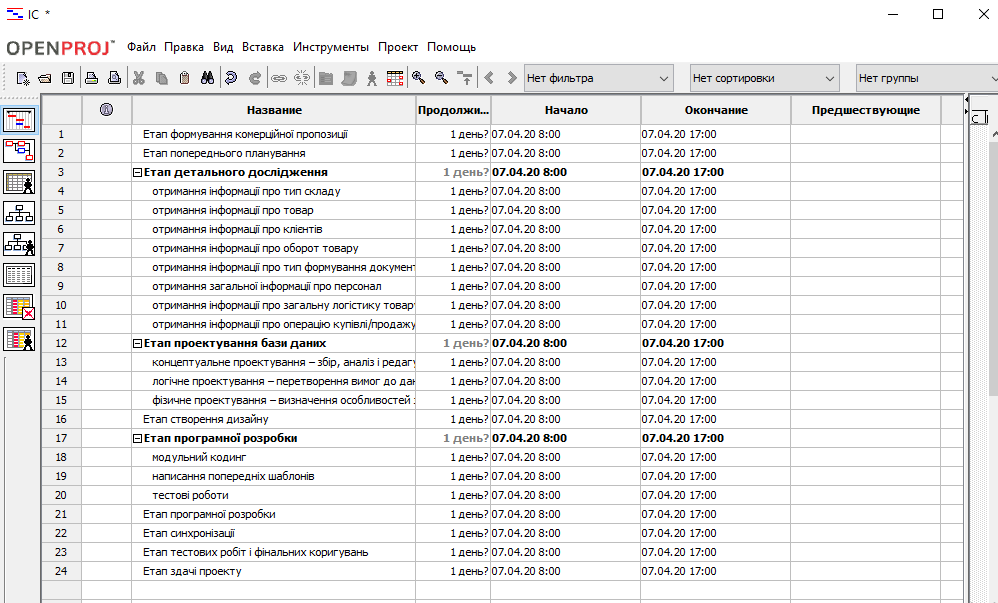 IC *
OPENPROJ™ Файл Правка Вид Вставка Инструменты Проект Помощь
Нет фильтра Нет сортировки Нет группы
Название Продолжи... Начало Окончание Предшествующие
1 Етап формування комерційної пропозиції 1 день? 07.04.20 8:00 07.04.20 17:00
2 Етап попереднього планування 1 день? 07.04.20 8:00 07.04.20 17:00
3 Етап детального дослідження 1 день? 07.04.20 8:00 07.04.20 17:00
4 отримання інформації про тип складу 1 день? 07.04.20 8:00 07.04.20 17:00
5 отримання інформації про товар 1 день? 07.04.20 8:00 07.04.20 17:00
6 отримання інформації про клієнтів 1 день? 07.04.20 8:00 07.04.20 17:00
7 отримання інформації про оборот товару 1 день? 07.04.20 8:00 07.04.20 17:00
8 отримання інформації про тип формування документ 1 день? 07.04.20 8:00 07.04.20 17:00
9 отримання загальної інформації про персонал 1 день? 07.04.20 8:00 07.04.20 17:00
10 отримання інформації про загальну логістику товару 1 день? 07.04.20 8:00 07.04.20 17:00
11 отримання інформації про операцію купівлі/продажу 1 день? 07.04.20 8:00 07.04.20 17:00
12 Етап проектування бази даних 1 день? 07.04.20 8:00 07.04.20 17:00
13 концептуальне проектування – збір, аналіз і редагу 1 день? 07.04.20 8:00 07.04.20 17:00
14 логічне проектування – перетворення вимог до дан 1 день? 07.04.20 8:00 07.04.20 17:00
15 фізичне проектування – визначення особливостей 1 день? 07.04.20 8:00 07.04.20 17:00
16 Етап створення дизайну 1 день? 07.04.20 8:00 07.04.20 17:00
17 Етап програмної розробки 1 день? 07.04.20 8:00 07.04.20 17:00
18 модульний кодинг 1 день? 07.04.20 8:00 07.04.20 17:00
19 написання попередніх шаблонів 1 день? 07.04.20 8:00 07.04.20 17:00
20 тестові роботи 1 день? 07.04.20 8:00 07.04.20 17:00
21 Етап програмної розробки 1 день? 07.04.20 8:00 07.04.20 17:00
22 Етап синхронізації 1 день? 07.04.20 8:00 07.04.20 17:00
23 Етап тестових робіт і фінальних коригувань 1 день? 07.04.20 8:00 07.04.20 17:00
24 Етап здачі проекту 1 день? 07.04.20 8:00 07.04.20 17:00